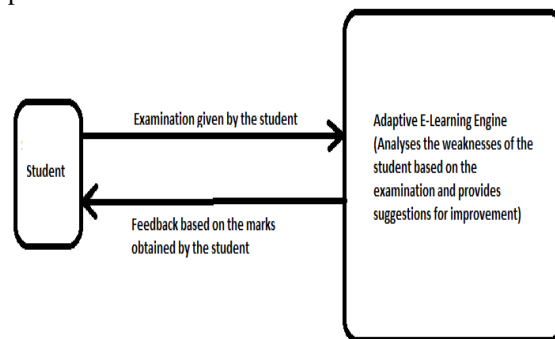 Examination given by the student
Student
Feedback based on the marks
obtained by the student
Adaptive E-Learning Engine
(Analyses the weaknesses of the
student based on the
examination and provides
suggestions for improvement)